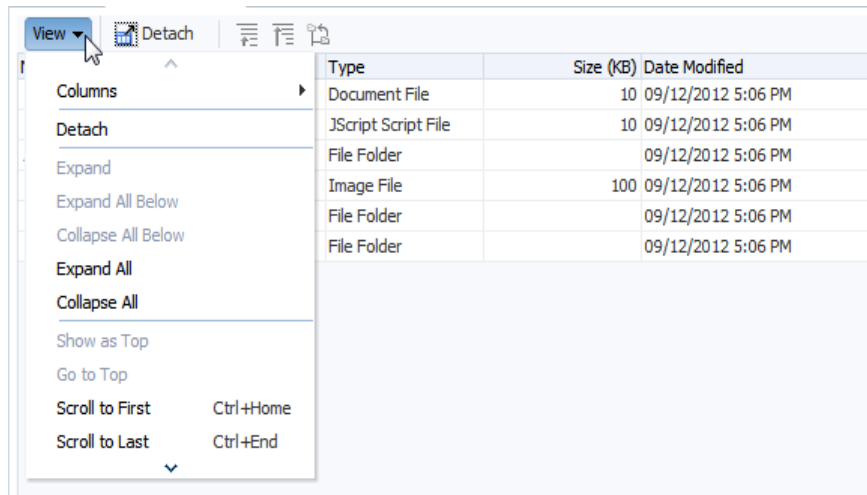 View Detach
Type Size (KB) Date Modified
Columns
Document File 10 09/12/2012 5:06 PM
Detach
JScript Script File 10 09/12/2012 5:06 PM
File Folder 09/12/2012 5:06 PM
Expand
Image File 100 09/12/2012 5:06 PM
Expand All Below
File Folder 09/12/2012 5:06 PM
Collapse All Below
File Folder 09/12/2012 5:06 PM
Expand All
Collapse All
Show as Top
Go to Top
Scroll to First Ctrl+Home
Scroll to Last Ctrl+End